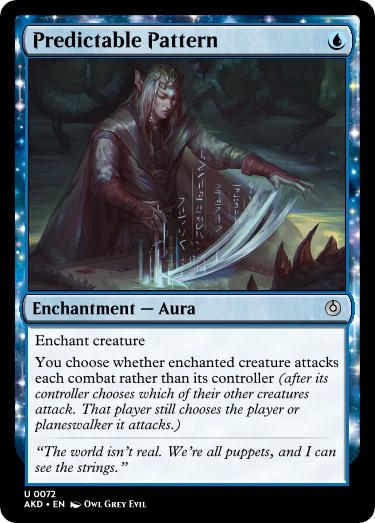 Predictable Pattern
Enchantment — Aura
Enchant creature
You choose whether enchanted creature attacks
each combat rather than its controller (after its
controller chooses which of their other creatures
attack. That player still chooses the player or
planeswalker it attacks.)
“The world isn't real. We're all puppets, and I can
see the strings.”
U 0072
AKD • EN Owl Grey Evil